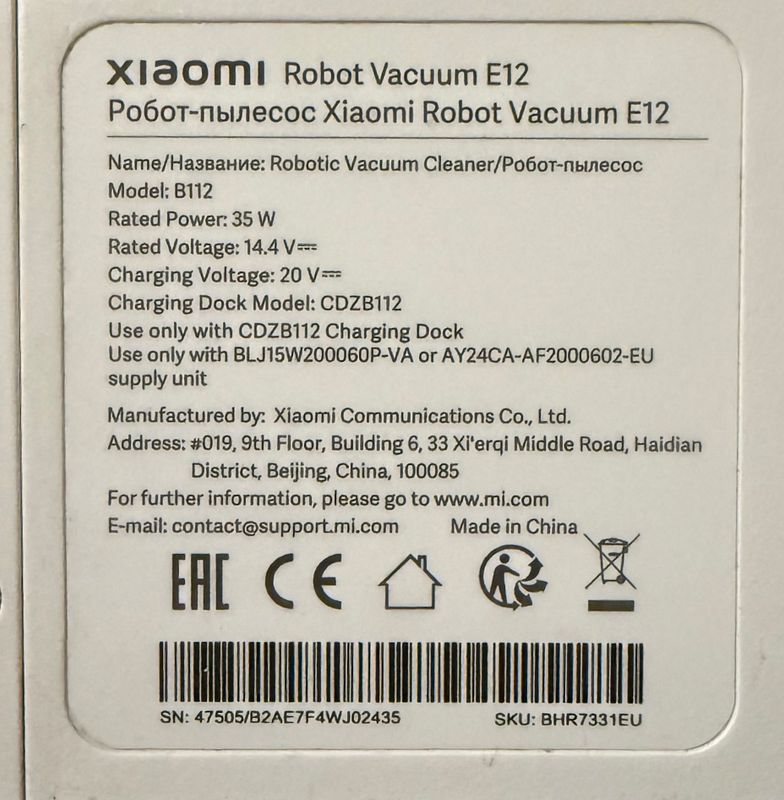 xiaomi Robot Vacuum E12
Робот-пылесос Xiaomi Robot Vacuum E12
Name/Название: Robotic Vacuum Cleaner/Робот-пылесос
Model: B112
Rated Power: 35 W
Rated Voltage: 14.4 V⎓
Charging Voltage: 20 V⎓
Charging Dock Model: CDZB112
Use only with CDZB112 Charging Dock
Use only with BLJ15W200060P-VA or AY24CA-AF2000602-EU
supply unit
Manufactured by: Xiaomi Communications Co., Ltd.
Address: #019, 9th Floor, Building 6, 33 Xi'erqi Middle Road, Haidian
District, Beijing, China, 100085
For further information, please go to www.mi.com
E-mail: contact@support.mi.com Made in China
EAC CE
SN: 47505/B2AE7F4WJ02435 SKU: BHR7331EU